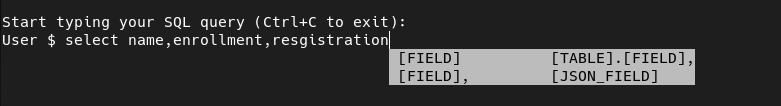 Start typing your SQL query (Ctrl+C to exit):
User $ select name,enrollment,resgistration
[FIELD] [TABLE].[FIELD],
[FIELD], [JSON_FIELD]